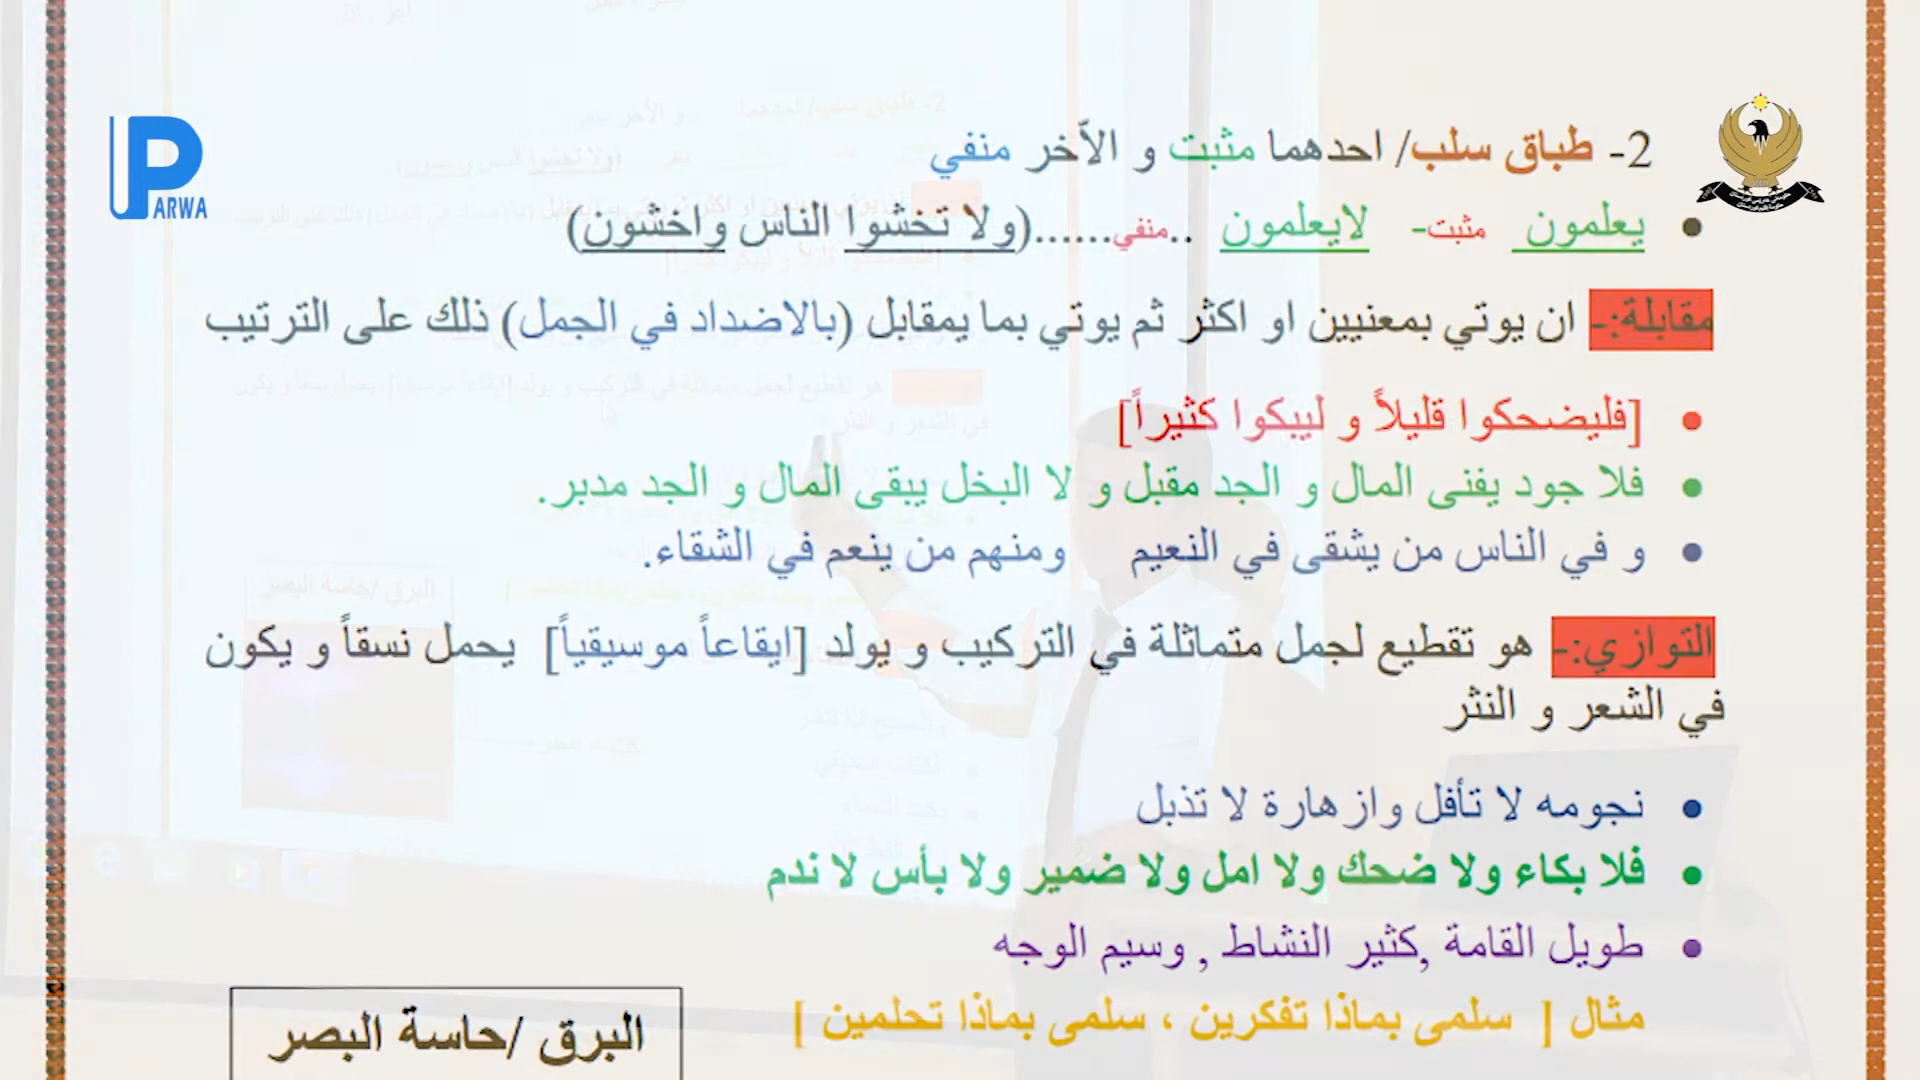 PARWA
2- طباق سلب/ احدهما مثبت و الآخر منفي
يعلمون مثبت- لايعلمون ..منفي......(ولا تخشوا الناس واخشون)
مقابلة:- ان يوتي بمعنيين او اكثر ثم يوتي بما يمقابل (بالاضداد في الجمل) ذلك على الترتيب
[فليضحكوا قليلاً و ليبكوا كثيراً]
فلا جود يفنى المال و الجد مقبل و لا البخل يبقى المال و الجد مدبر.
و في الناس من يشقى في النعيم ومنهم من ينعم في الشقاء.
التوازي:- هو تقطيع لجمل متماثلة في التركيب و يولد [ايقاعاً موسيقياً] يحمل نسقاً و يكون
في الشعر و النثر
نجومه لا تأفل وازهارة لا تذبل
فلا بكاء ولا ضحك ولا امل ولا ضمير ولا بأس لا ندم
طويل القامة ,كثير النشاط , وسيم الوجه
مثال [ سلمى بماذا تفكرين ، سلمى بماذا تحلمين ]
البرق /حاسة البصر